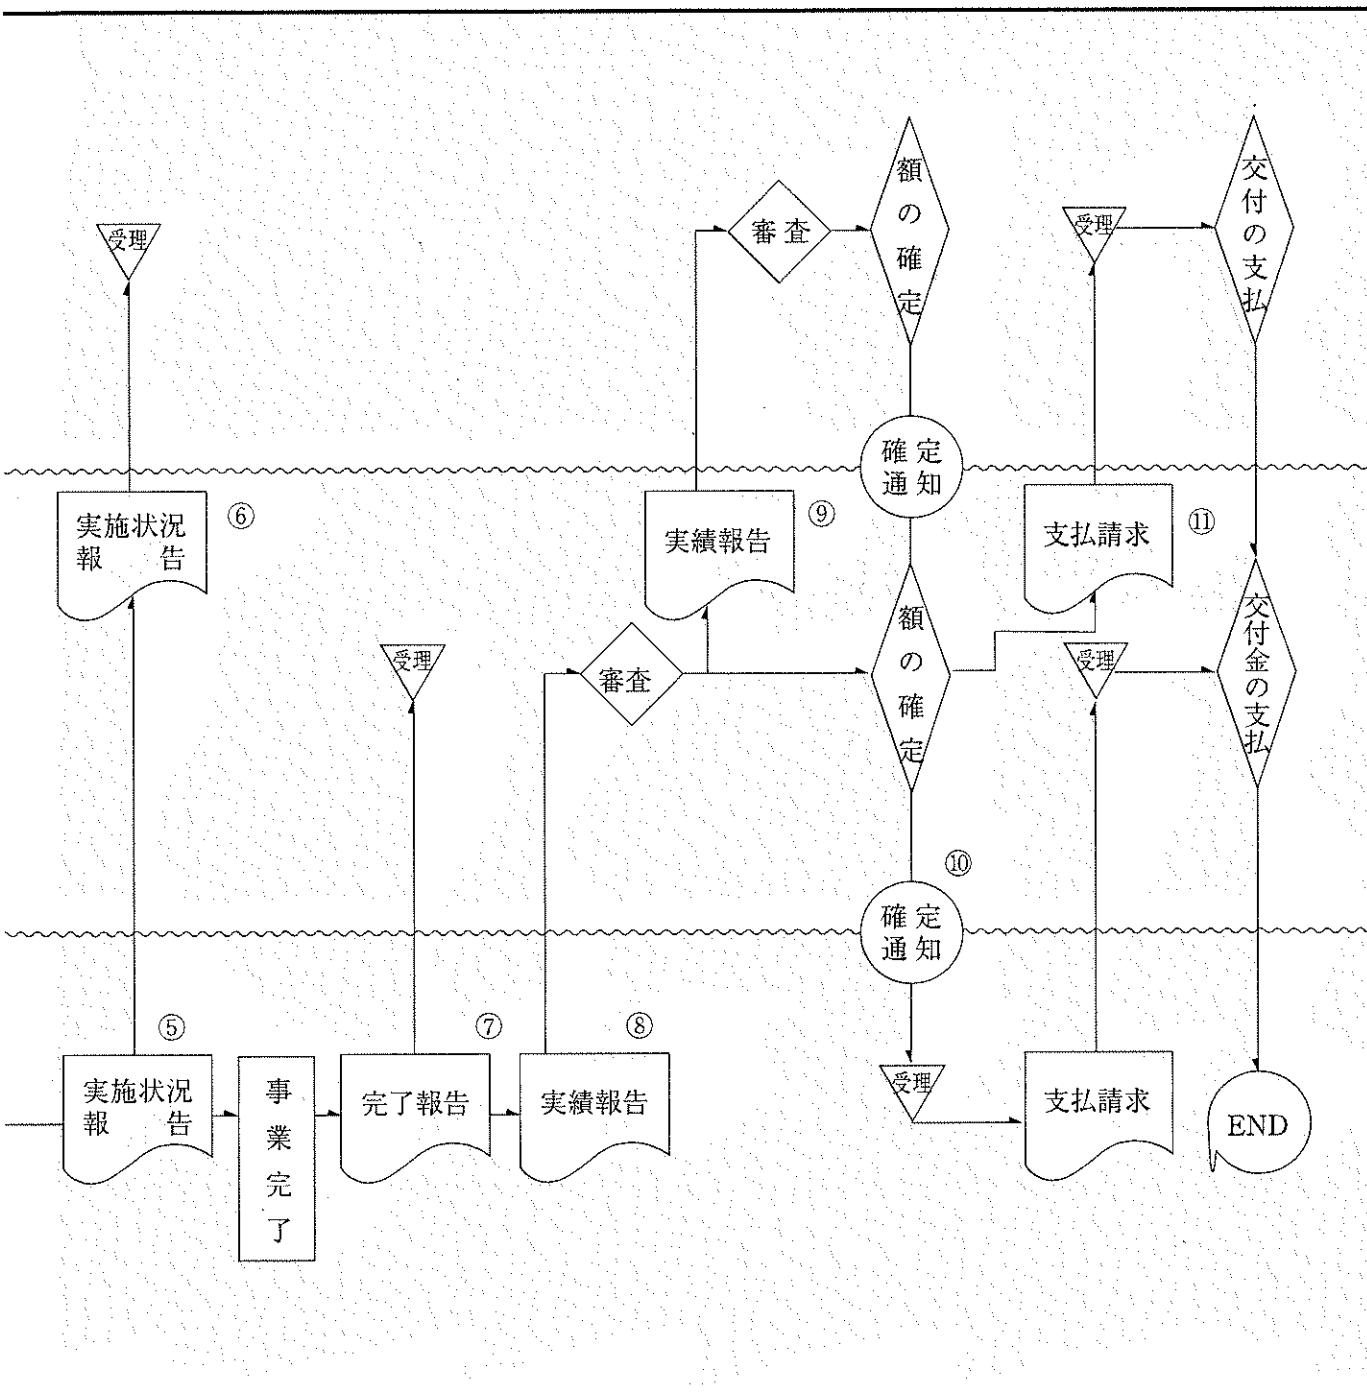 額の確定
交付の支払
受理
審査
受理
確定
通知
実施状況
報告
⑥
実績報告
⑨
支払請求
⑪
額の確定
交付金の支払
受理
審査
受理
⑩
確定
通知
⑤
⑦
⑧
実施状況
報告
事業完了
完了報告
実績報告
受理
支払請求
END